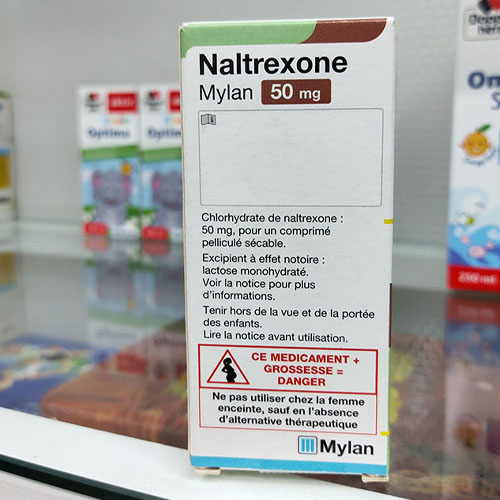 Naltrexone
Mylan 50 mg
Chlorhydrate de naltrexone :
50 mg, pour un comprimé
pelliculé sécable.
Excipient à effet notoire :
lactose monohydraté.
Voir la notice pour plus
d'informations.
Tenir hors de la vue et de la portée
des enfants.
Lire la notice avant utilisation.
CE MEDICAMENT +
GROSSESSE =
DANGER
Ne pas utiliser chez la femme
enceinte, sauf en l'absence
d'alternative thérapeutique
Mylan
250 ml